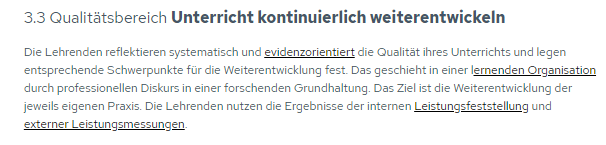 3.3 Qualitätsbereich Unterricht kontinuierlich weiterentwickeln
Die Lehrenden reflektieren systematisch und evidenzorientiert die Qualität ihres Unterrichts und legen
entsprechende Schwerpunkte für die Weiterentwicklung fest. Das geschieht in einer lernenden Organisation
durch professionellen Diskurs in einer forschenden Grundhaltung. Das Ziel ist die Weiterentwicklung der
jeweils eigenen Praxis. Die Lehrenden nutzen die Ergebnisse der internen Leistungsfeststellung und
externer Leistungsmessungen.